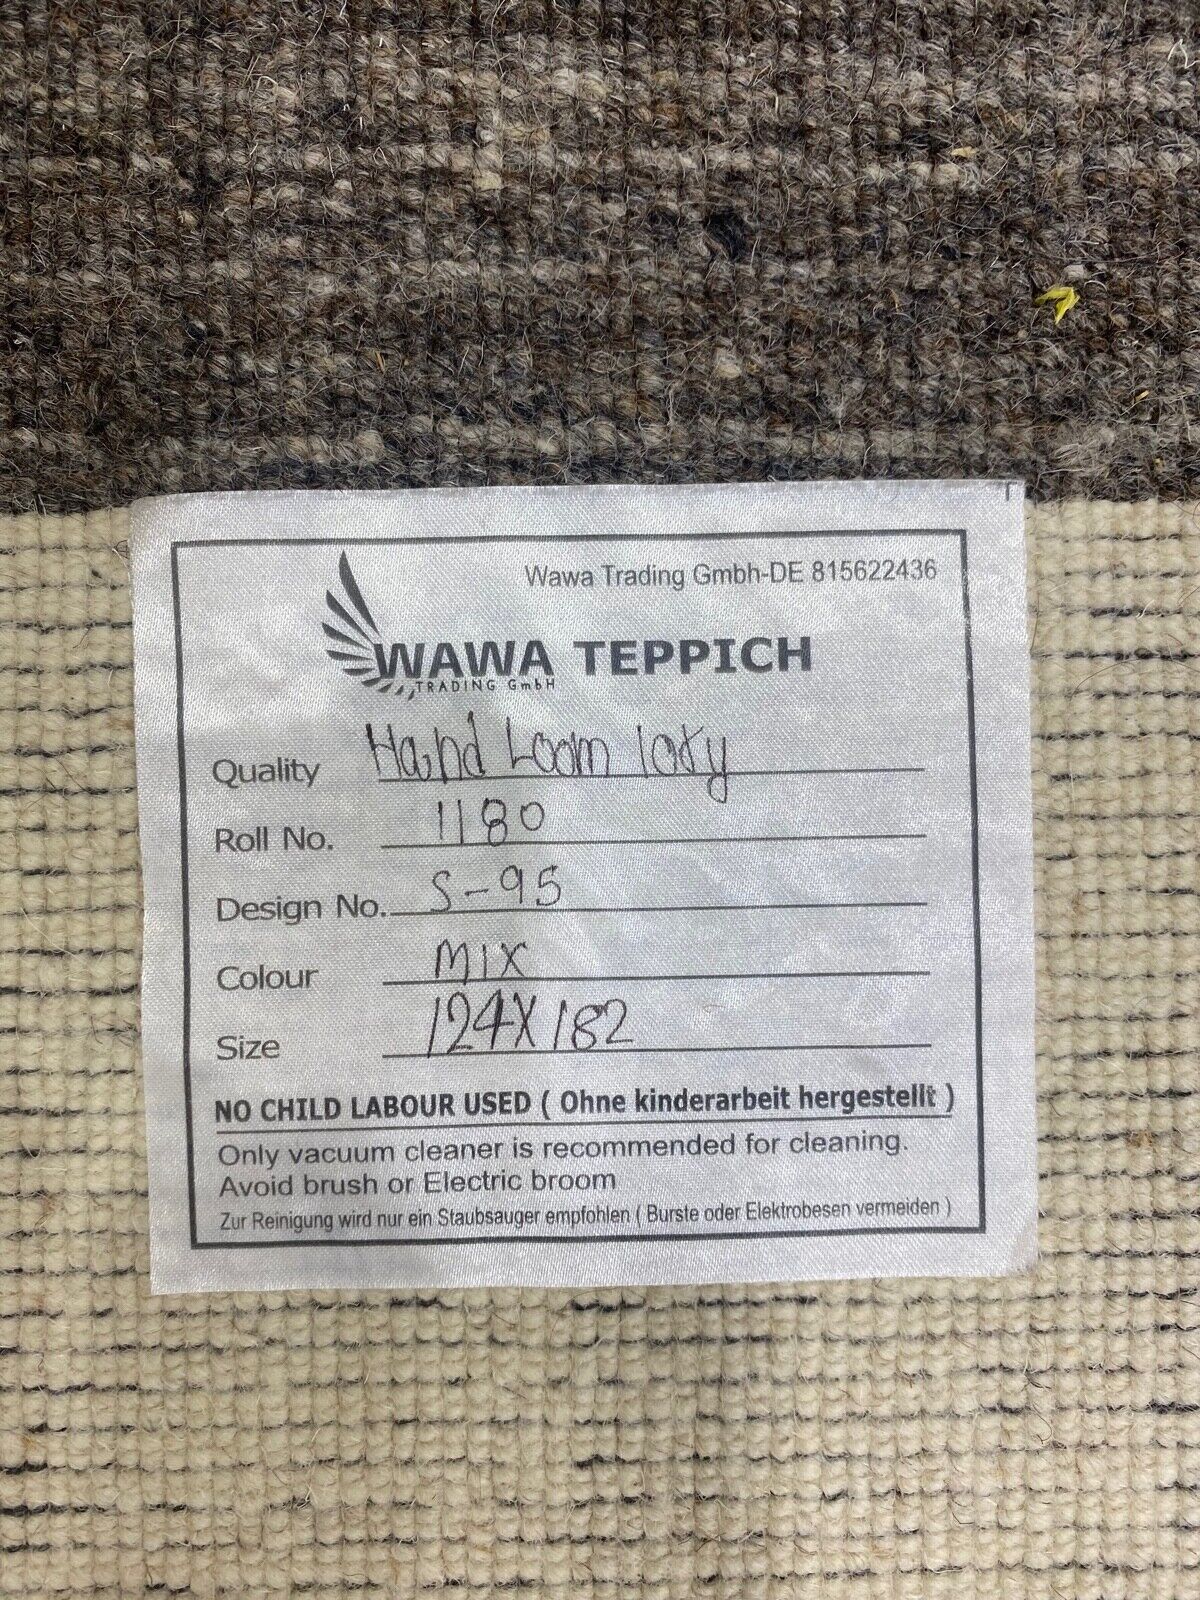 Wawa Trading Gmbh-DE 815622436
WAWA TEPPICH
TRADING GmbH
Quality Hand Loom
Roll No. 1180
Design No. S-95
Colour MIX
Size 124X182
NO CHILD LABOUR USED ( Ohne kinderarbeit hergestellt )
Only vacuum cleaner is recommended for cleaning.
Avoid brush or Electric broom
Zur Reinigung wird nur ein Staubsauger empfohlen ( Burste oder Elektrobesen vermeiden )